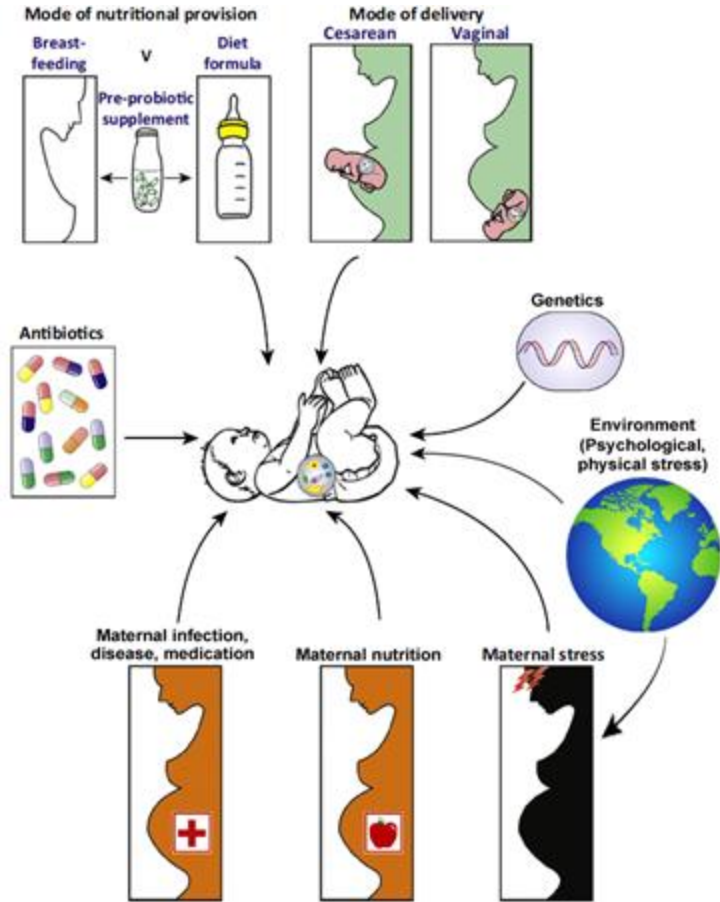 Mode of nutritional provision
Breast-
feeding
V
Diet
formula
Pre-probiotic
supplement
Mode of delivery
Cesarean
Vaginal
Antibiotics
Genetics
Environment
(Psychological,
physical stress)
Maternal infection,
disease, medication
Maternal nutrition
Maternal stress